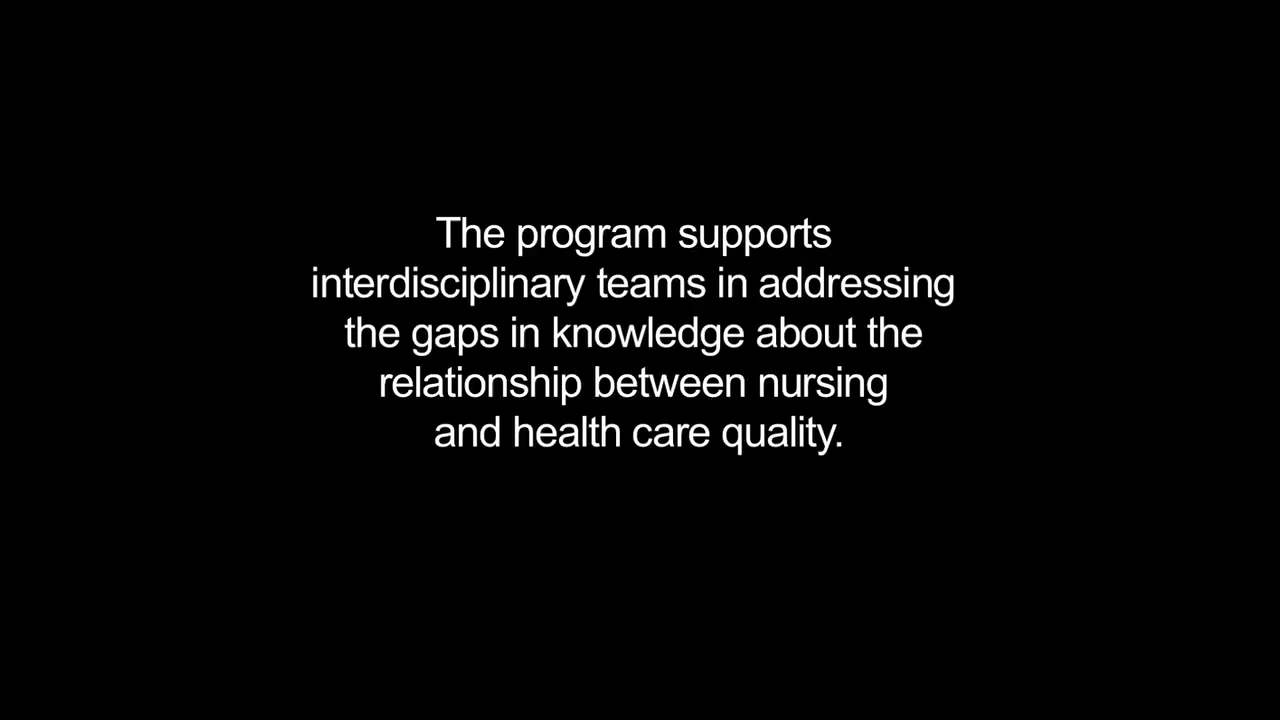 The program supports
interdisciplinary teams in addressing
the gaps in knowledge about the
relationship between nursing
and health care quality.